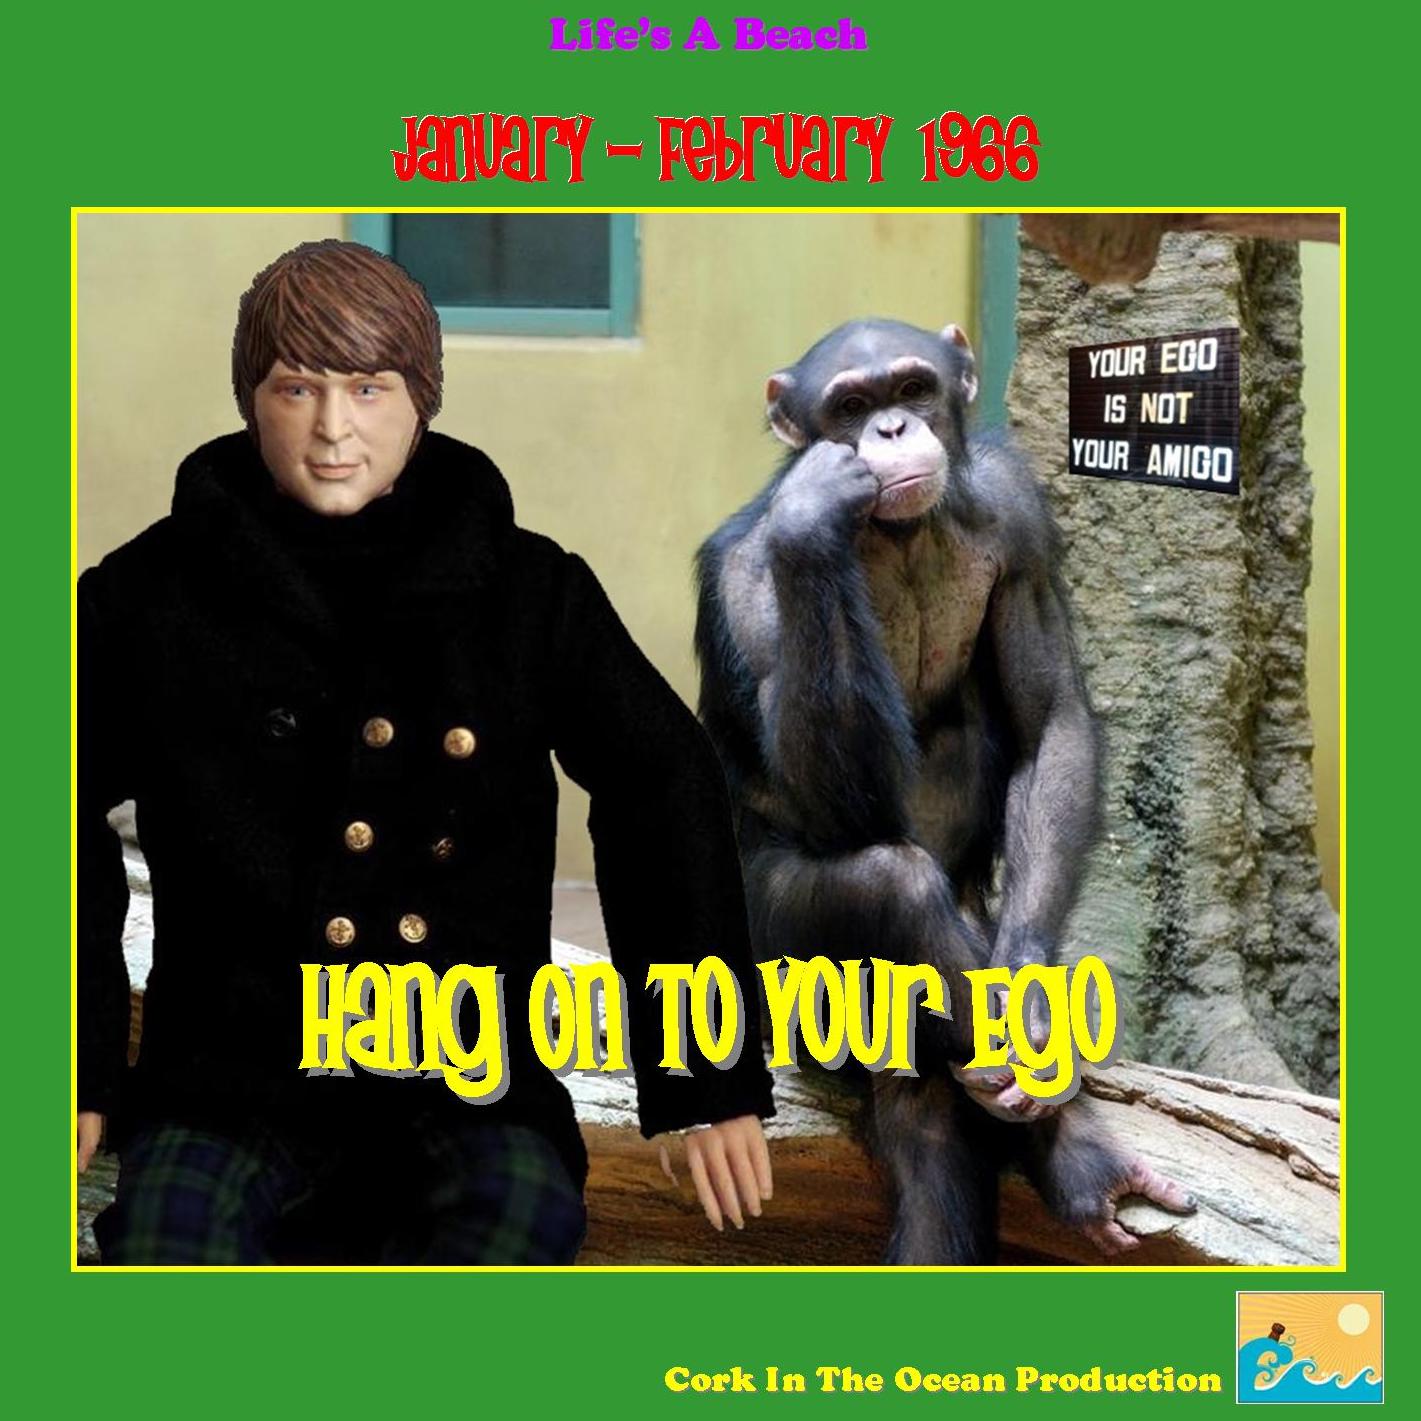 Life's A Beach
January - February 1966
YOUR EGO
IS NOT
YOUR AMIGO
Hang On To Your Ego
Cork In The Ocean Production